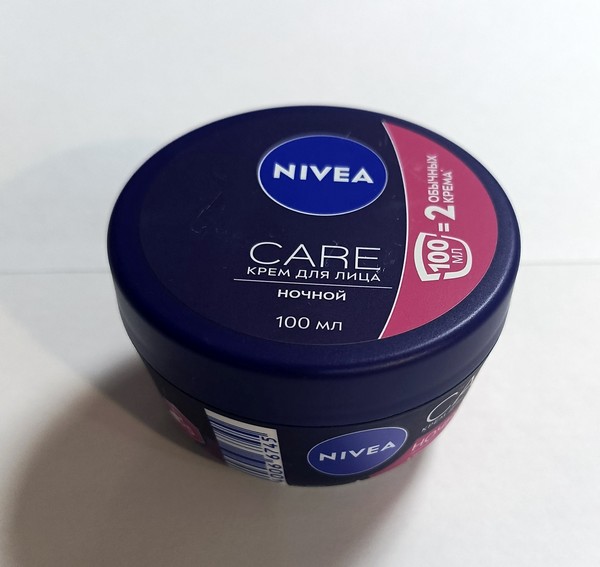 NIVEA
CARE
КРЕМ ДЛЯ ЛИЦА
НОЧНОЙ
100 МЛ
100 МЛ = 2 ОБЫЧНЫХ
КРЕМА*
NIVEA